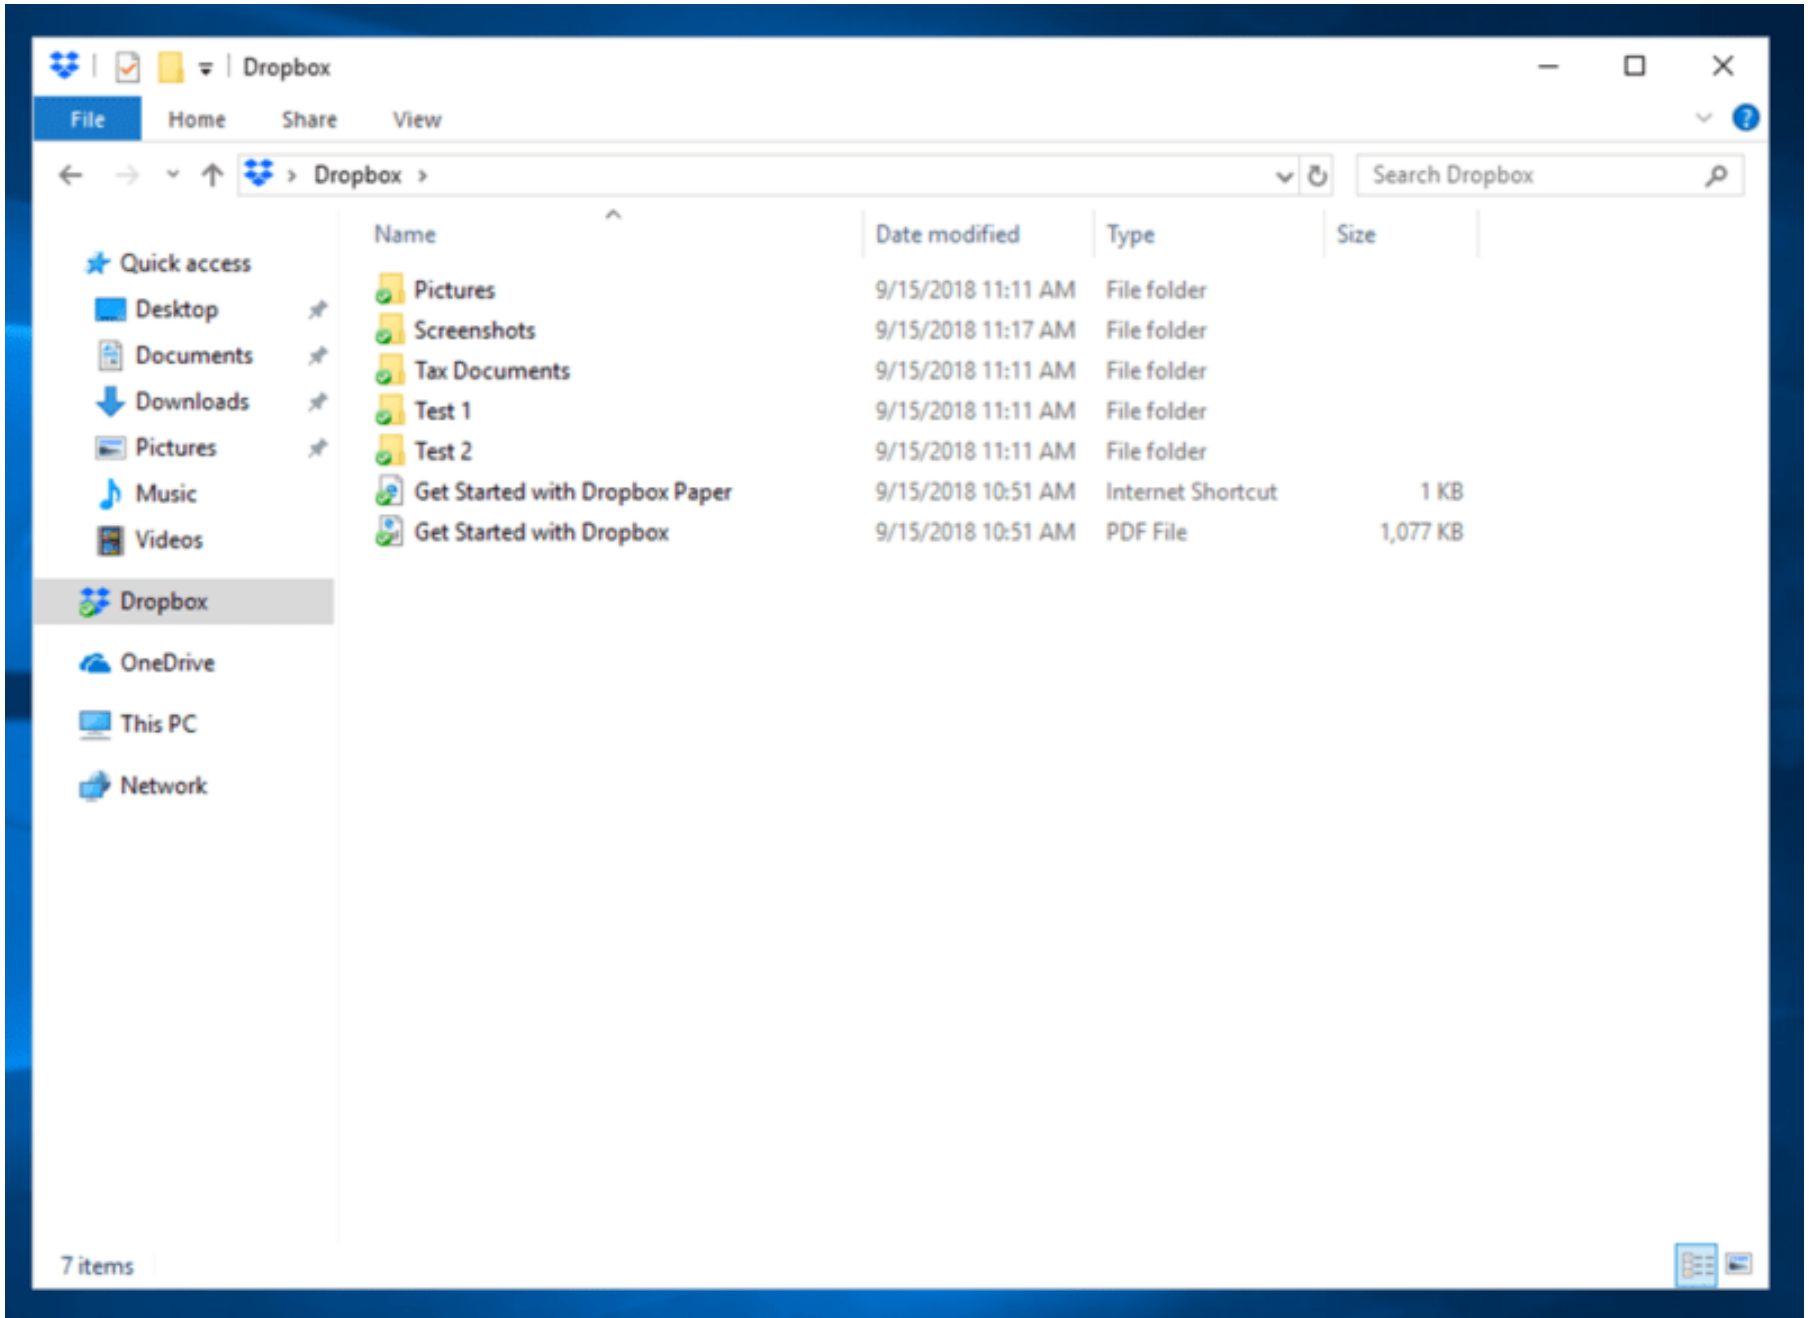 Dropbox
File Home Share View
Dropbox Search Dropbox
Name Date modified Type Size
Quick access
Desktop
Documents
Downloads
Pictures
Music
Videos
Dropbox
OneDrive
This PC
Network
Pictures 9/15/2018 11:11 AM File folder
Screenshots 9/15/2018 11:17 AM File folder
Tax Documents 9/15/2018 11:11 AM File folder
Test 1 9/15/2018 11:11 AM File folder
Test 2 9/15/2018 11:11 AM File folder
Get Started with Dropbox Paper 9/15/2018 10:51 AM Internet Shortcut 1 KB
Get Started with Dropbox 9/15/2018 10:51 AM PDF File 1,077 KB
7 items